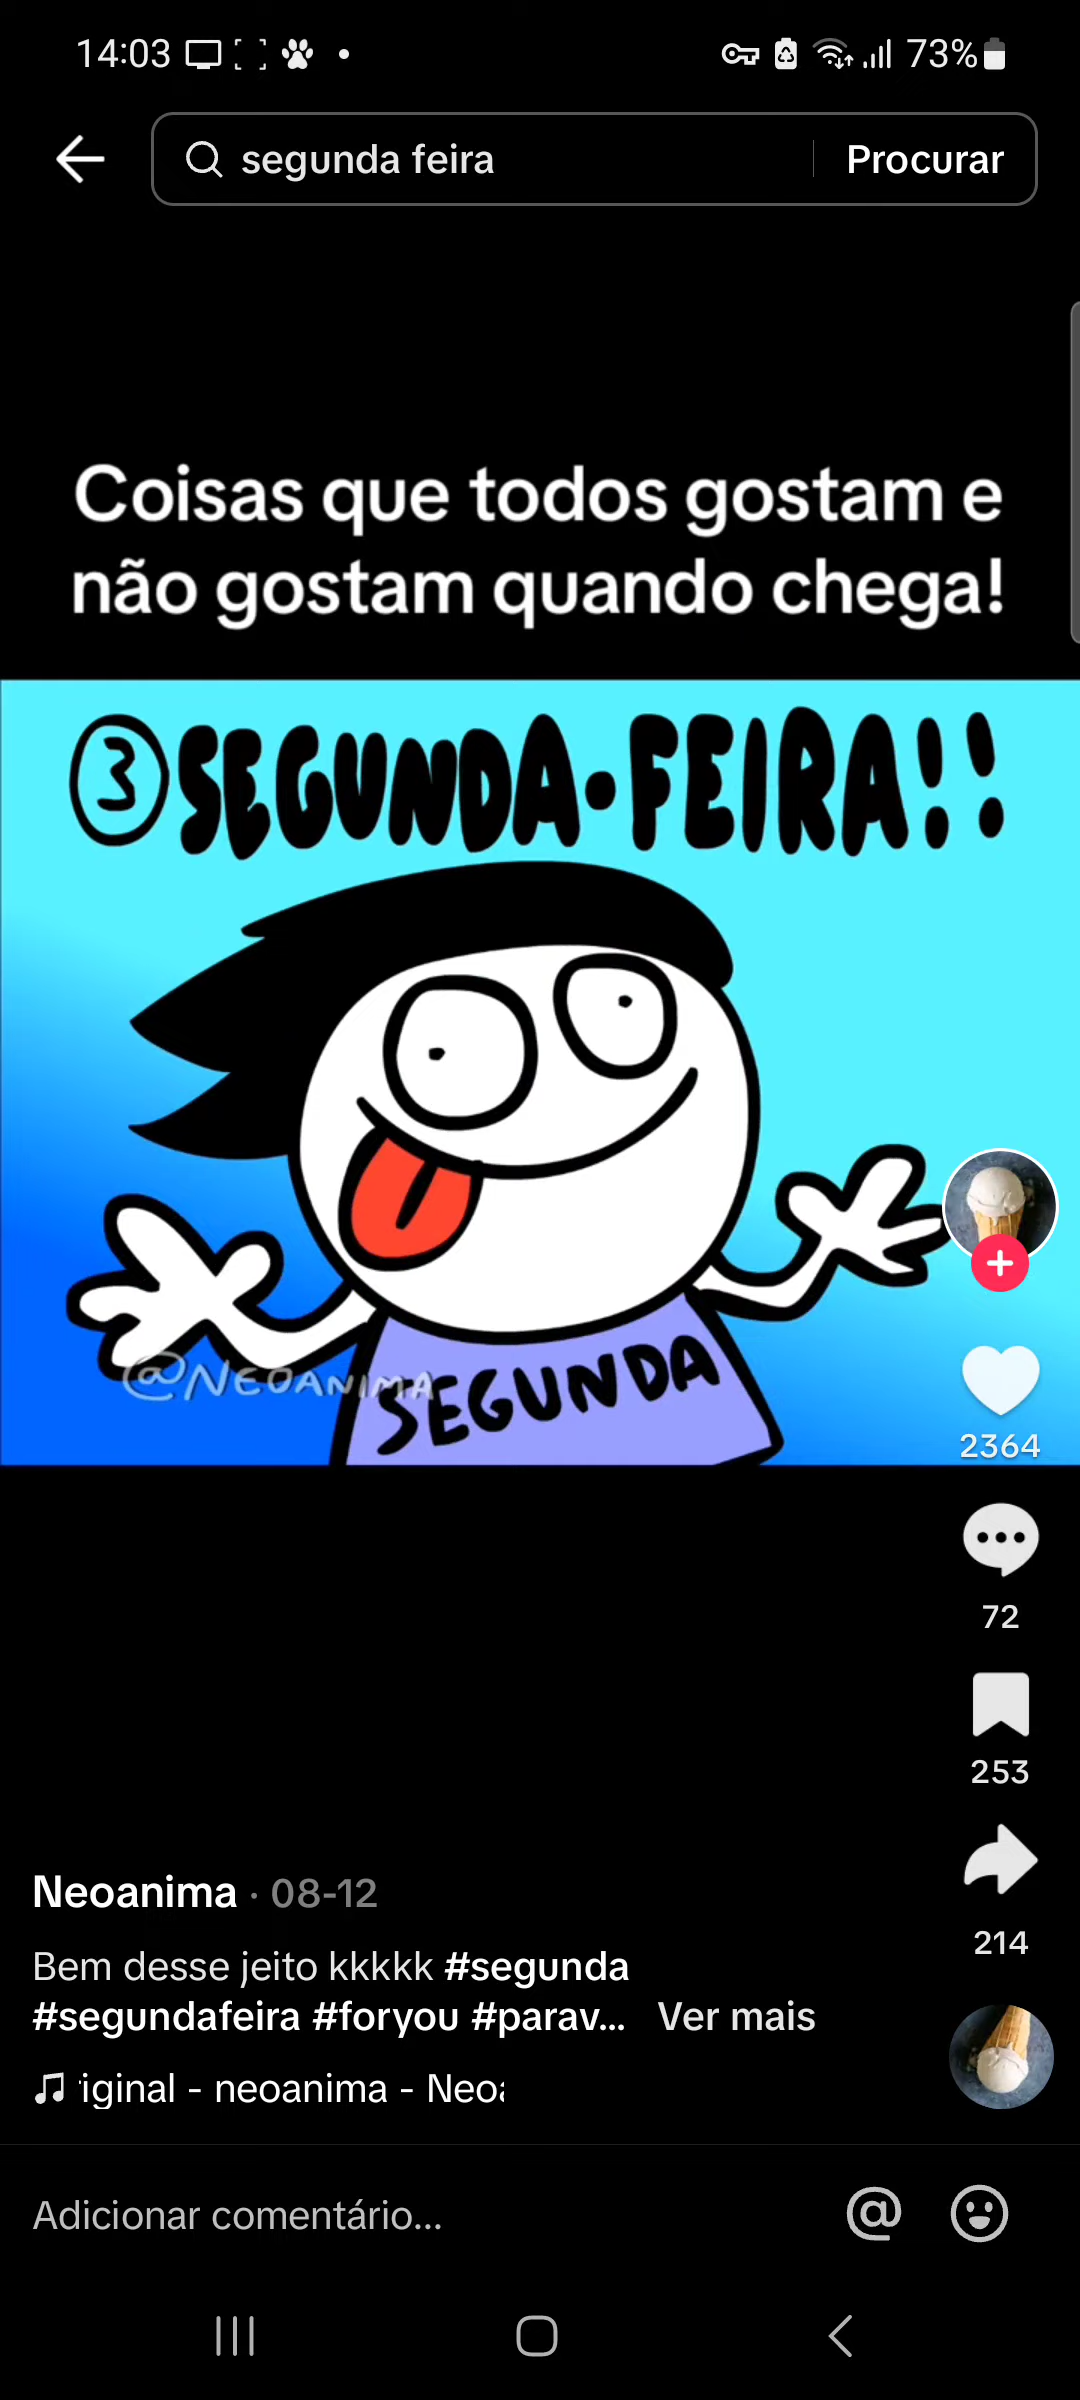 14:03
73%
segunda feira
Procurar
Coisas que todos gostam e
não gostam quando chega!
3 SEGUNDA-FEIRA!!
@NEOANIMA
SEGUNDA
2364
72
253
214
Neoanima · 08-12
Bem desse jeito kkkkk #segunda
#segundafeira #foryou #parav... Ver mais
iginal - neoanima - Neo
Adicionar comentário...